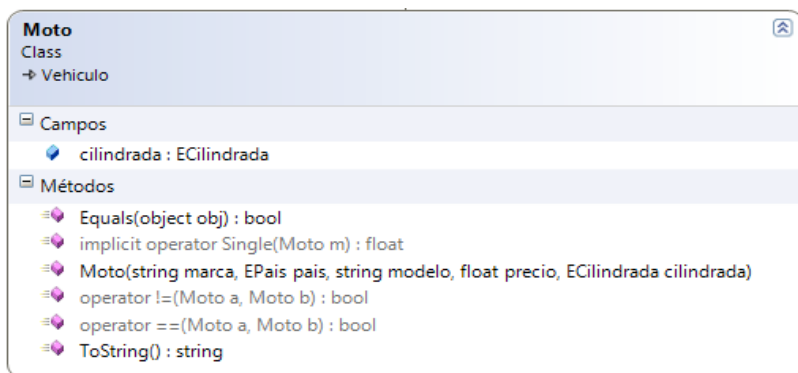 Moto
Class
Vehiculo
Campos
cilindrada : ECilindrada
Métodos
Equals(object obj) : bool
implicit operator Single(Moto m) : float
Moto(string marca, EPais pais, string modelo, float precio, ECilindrada cilindrada)
operator !=(Moto a, Moto b) : bool
operator ==(Moto a, Moto b) : bool
ToString() : string